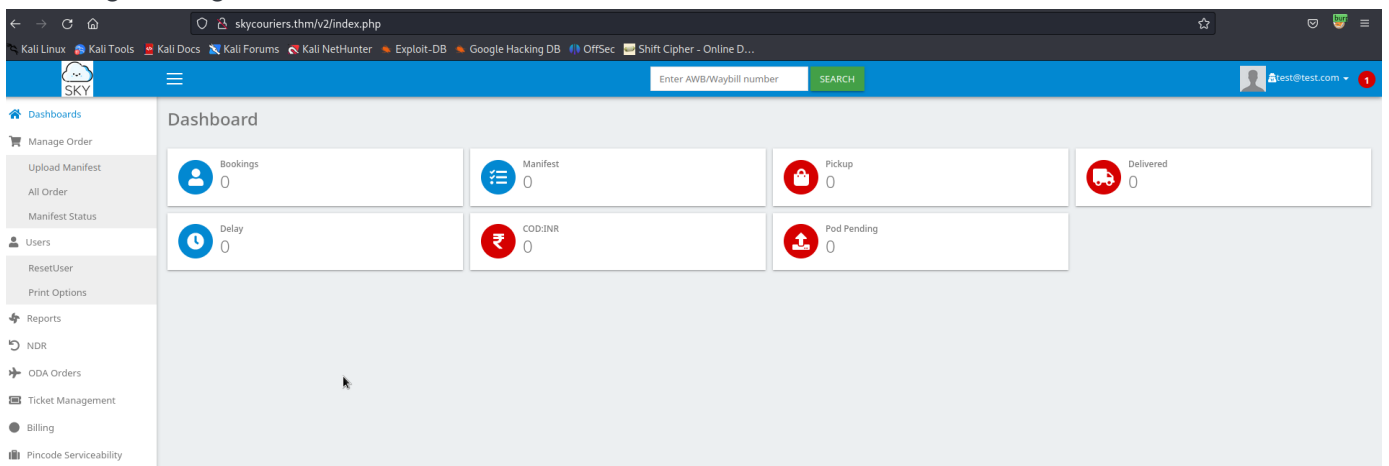 skycouriers.thm/v2/index.php
Kali Linux Kali Tools Kali Docs Kali Forums Kali NetHunter Exploit-DB Google Hacking DB OffSec Shift Cipher - Online D...
SKY
Enter AWB/Waybill number SEARCH
test@test.com 1
Dashboards
Manage Order
Upload Manifest
All Order
Manifest Status
Users
ResetUser
Print Options
Reports
NDR
ODA Orders
Ticket Management
Billing
Pincode Serviceability
Dashboard
Bookings
0
Manifest
0
Pickup
0
Delivered
0
Delay
0
COD:INR
0
Pod Pending
0